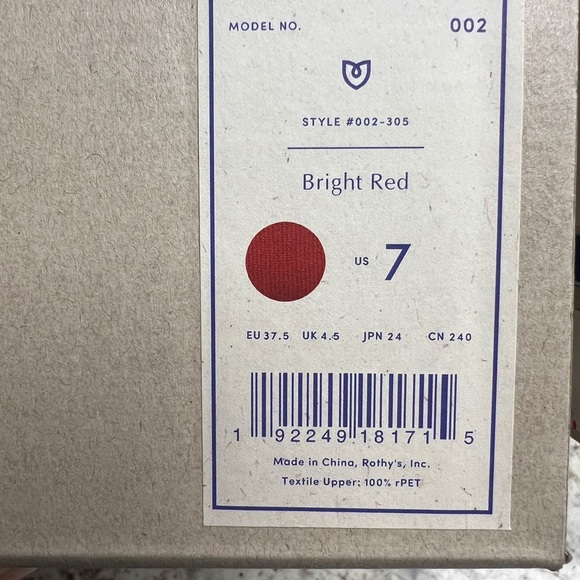 MODEL NO. 002
STYLE #002-305
Bright Red
US 7
EU 37.5 UK 4.5 JPN 24 CN 240
1 92249 18171 5
Made in China, Rothy's, Inc.
Textile Upper: 100% rPET